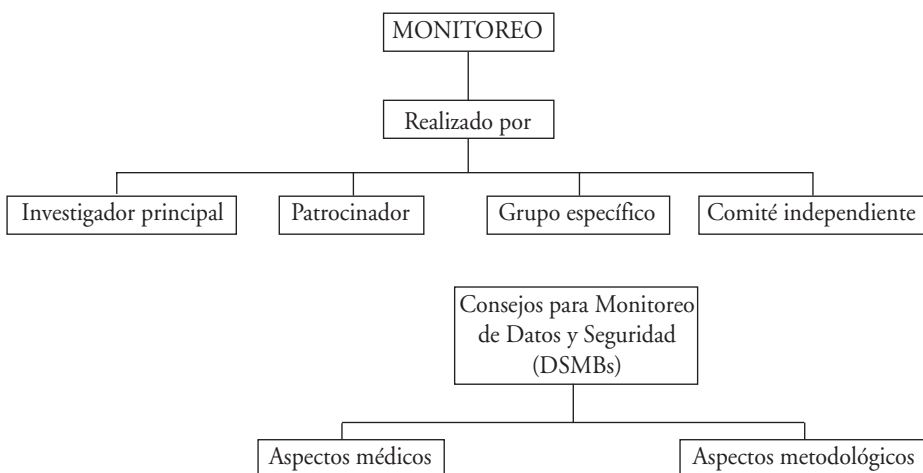 MONITOREO
Realizado por
Investigador principal
Patrocinador
Grupo específico
Comité independiente
Consejos para Monitoreo
de Datos y Seguridad
(DSMBs)
Aspectos médicos
Aspectos metodológicos